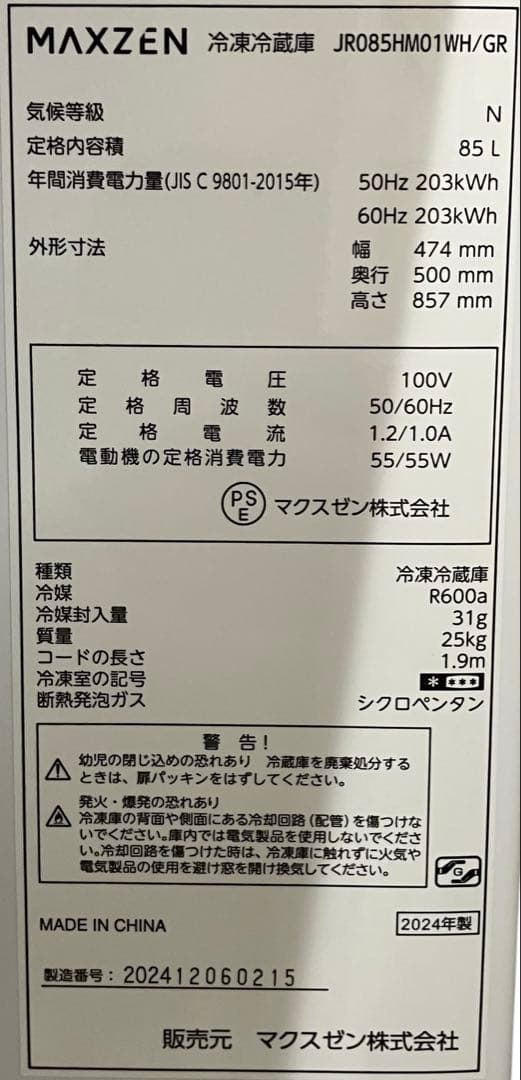 MAXZEN 冷凍冷蔵庫 JR085HM01WH/GR
気候等級 N
定格内容積 85 L
年間消費電力量(JIS C 9801-2015年) 50Hz 203kWh
60Hz 203kWh
外形寸法 幅 474 mm
奥行 500 mm
高さ 857 mm
定格電圧 100V
定格周波数 50/60Hz
定格電流 1.2/1.0A
電動機の定格消費電力 55/55W
PSE マクスゼン株式会社
種類 冷凍冷蔵庫
冷媒 R600a
冷媒封入量 31g
質量 25kg
コードの長さ 1.9m
冷凍室の記号 * ***
断熱発泡ガス シクロペンタン
警 告!
幼児の閉じ込めの恐れあり 冷蔵庫を廃棄処分する
ときは、扉パッキンをはずしてください。
発火・爆発の恐れあり
冷凍庫の背面や側面にある冷却回路(配管)を傷つけな
いでください。庫内では電気製品を使用しないでくださ
い。冷却回路を傷つけた時は、冷凍庫に触れずに火気や
電気製品の使用を避け窓を開け換気してください。
G
MADE IN CHINA 2024年製
製造番号: 202412060215
販売元 マクスゼン株式会社